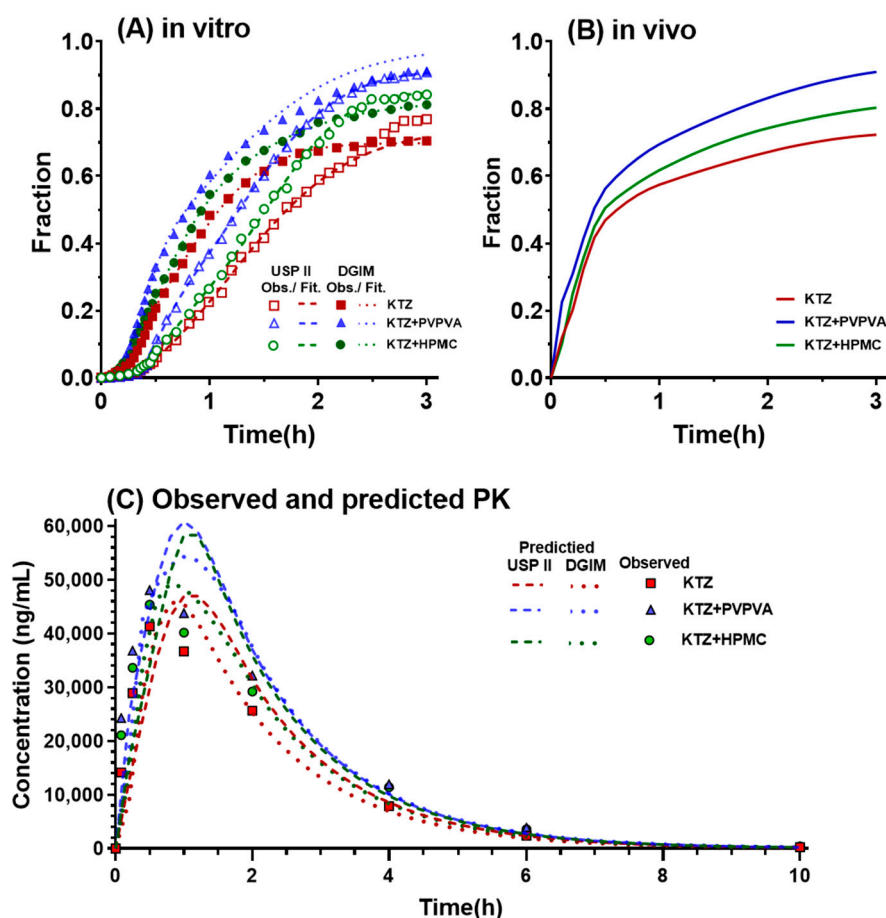 (A) in vitro
1.0
0.8
0.6
0.4
0.2
0.0
Fraction
0 1 2 3
Time(h)
USP II DGIM
Obs./ Fit. Obs./ Fit.
KTZ
KTZ+PVPVA
KTZ+HPMC
(B) in vivo
1.0
0.8
0.6
0.4
0.2
0.0
Fraction
0 1 2 3
Time(h)
KTZ+PVPVA
KTZ+HPMC
KTZ
(C) Observed and predicted PK
60,000
50,000
40,000
30,000
20,000
10,000
0
Concentration (ng/mL)
0 2 4 6 8 10
Time(h)
Predictied
USP II DGIM Observed
KTZ
KTZ+PVPVA
KTZ+HPMC